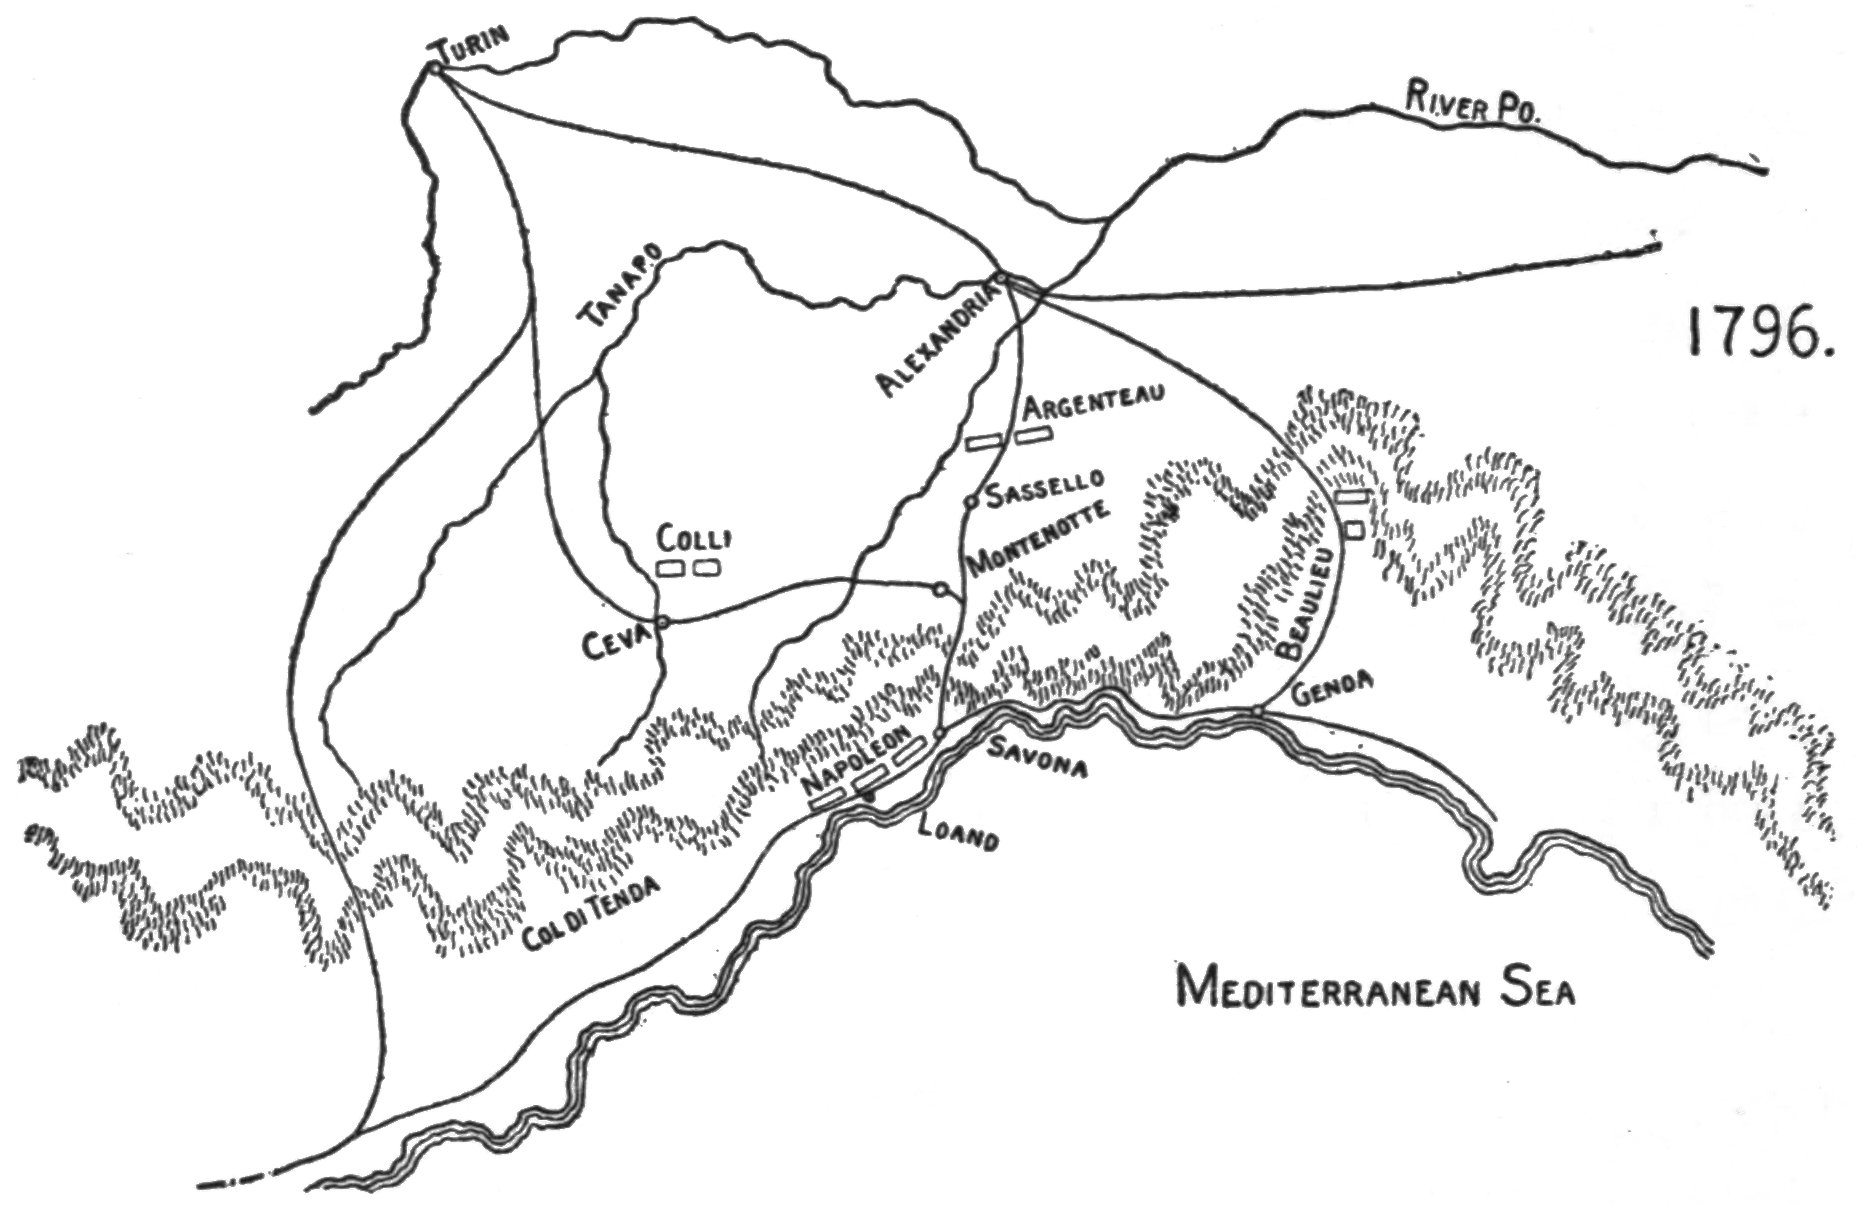 TURIN
RIVER PO.
TANARO
ALEXANDRIA
1796.
ARGENTEAU
SASSELLO
MONTENOTTE
COLLI
CEVA
BEAULIEU
GENOA
NAPOLEON
SAVONA
LOAND
COL DI TENDA
MEDITERRANEAN SEA